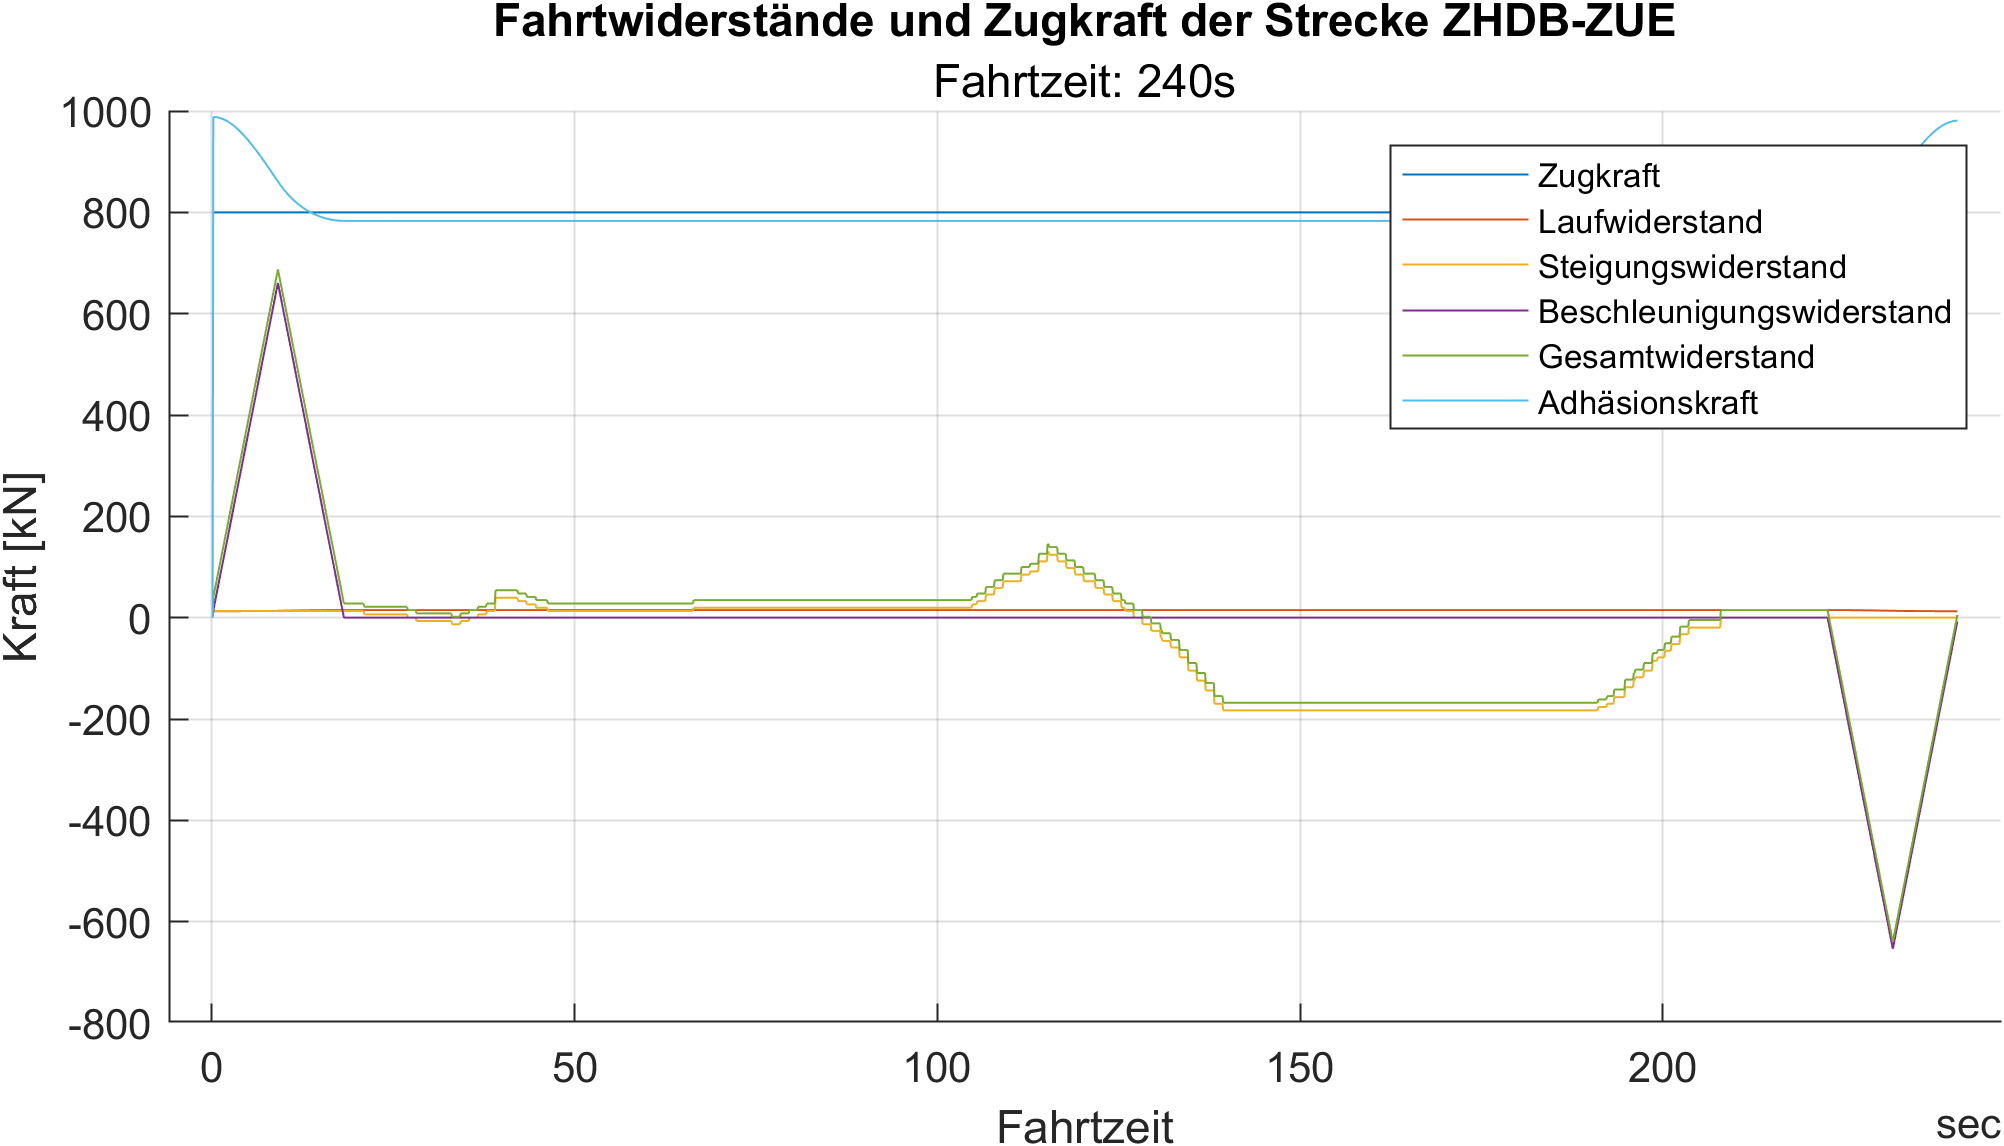 Fahrtwiderstände und Zugkraft der Strecke ZHDB-ZUE
Fahrtzeit: 240s
1000
800
600
400
200
0
-200
-400
-600
-800
Kraft [kN]
Zugkraft
Laufwiderstand
Steigungswiderstand
Beschleunigungswiderstand
Gesamtwiderstand
Adhäsionskraft
0 50 100 150 200
Fahrtzeit
sec